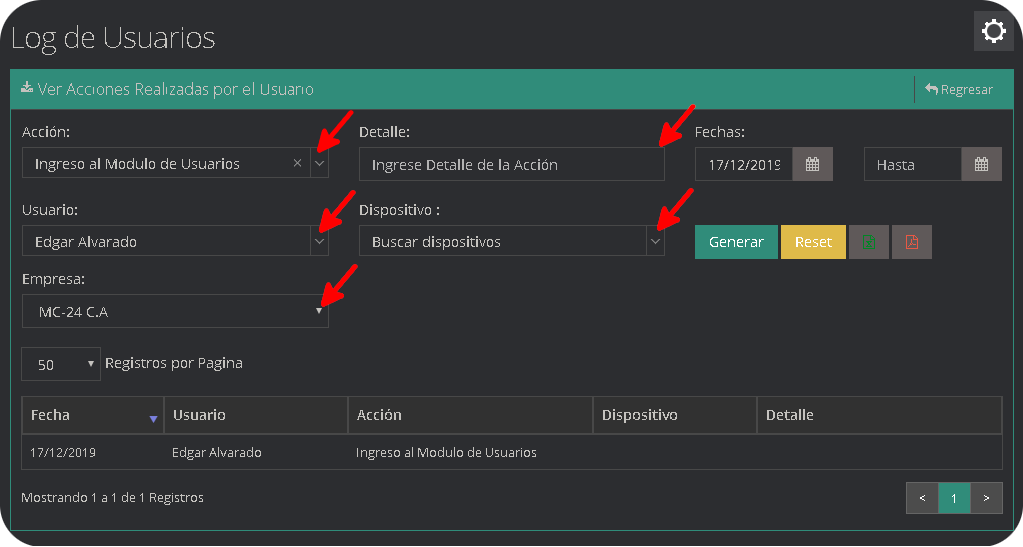 Log de Usuarios
Ver Acciones Realizadas por el Usuario
Regresar
Acción:
Detalle:
Fechas:
Ingreso al Modulo de Usuarios ×
Ingrese Detalle de la Acción
17/12/2019
Hasta
Usuario:
Dispositivo :
Edgar Alvarado
Buscar dispositivos
Generar
Reset
Empresa:
MC-24 C.A
50 Registros por Pagina
Fecha Usuario Acción Dispositivo Detalle
17/12/2019 Edgar Alvarado Ingreso al Modulo de Usuarios
Mostrando 1 a 1 de 1 Registros
< 1 >